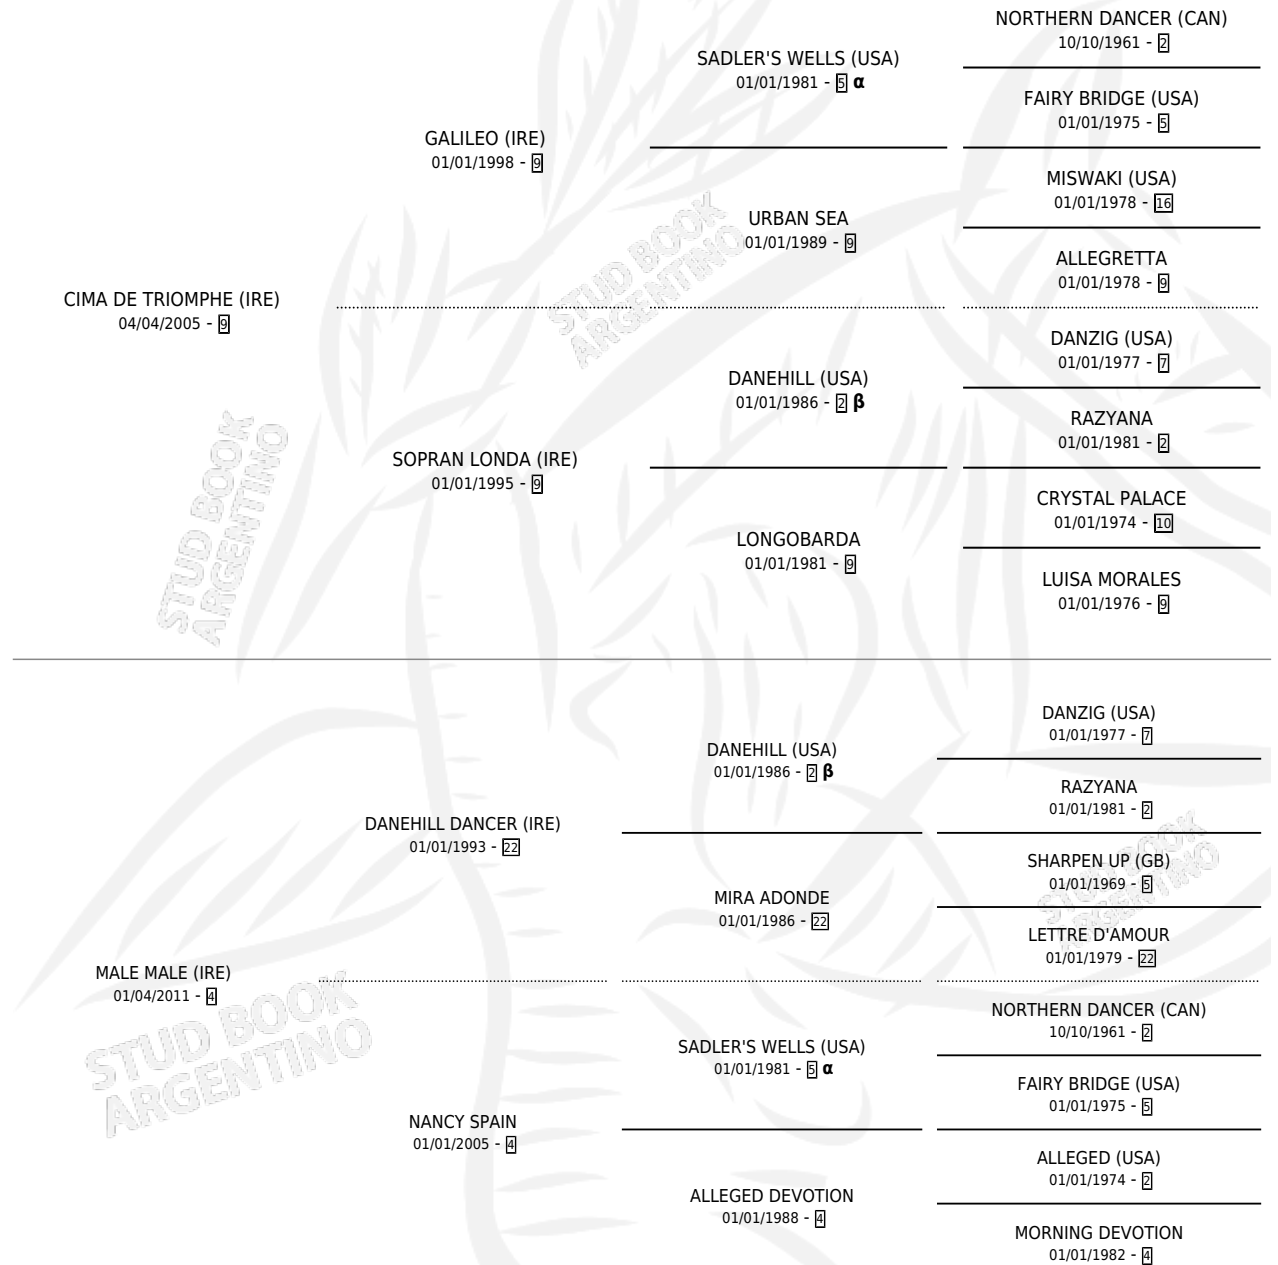 NORTHERN DANCER (CAN)
10/10/1961 - 2
SADLER'S WELLS (USA)
01/01/1981 - 5 α
FAIRY BRIDGE (USA)
01/01/1975 - 5
GALILEO (IRE)
01/01/1998 - 9
MISWAKI (USA)
01/01/1978 - 16
URBAN SEA
01/01/1989 - 9
ALLEGRETTA
01/01/1978 - 9
CIMA DE TRIOMPHE (IRE)
04/04/2005 - 9
DANZIG (USA)
01/01/1977 - 7
DANEHILL (USA)
01/01/1986 - 2 β
RAZYANA
01/01/1981 - 2
SOPRAN LONDA (IRE)
01/01/1995 - 9
CRYSTAL PALACE
01/01/1974 - 10
LONGOBARDA
01/01/1981 - 9
LUISA MORALES
01/01/1976 - 9
DANZIG (USA)
01/01/1977 - 7
DANEHILL (USA)
01/01/1986 - 2 β
RAZYANA
01/01/1981 - 2
DANEHILL DANCER (IRE)
01/01/1993 - 22
SHARPEN UP (GB)
01/01/1969 - 5
MIRA ADONDE
01/01/1986 - 22
LETTRE D'AMOUR
01/01/1979 - 22
MALE MALE (IRE)
01/04/2011 - 4
NORTHERN DANCER (CAN)
10/10/1961 - 2
SADLER'S WELLS (USA)
01/01/1981 - 5 α
FAIRY BRIDGE (USA)
01/01/1975 - 5
NANCY SPAIN
01/01/2005 - 4
ALLEGED (USA)
01/01/1974 - 2
ALLEGED DEVOTION
01/01/1988 - 4
MORNING DEVOTION
01/01/1982 - 4
STUD BOOK
ARGENTINO
STUD BOOK
ARGENTINO
STUD BOOK
ARGENTINO
STUD BOOK
ARGENTINO